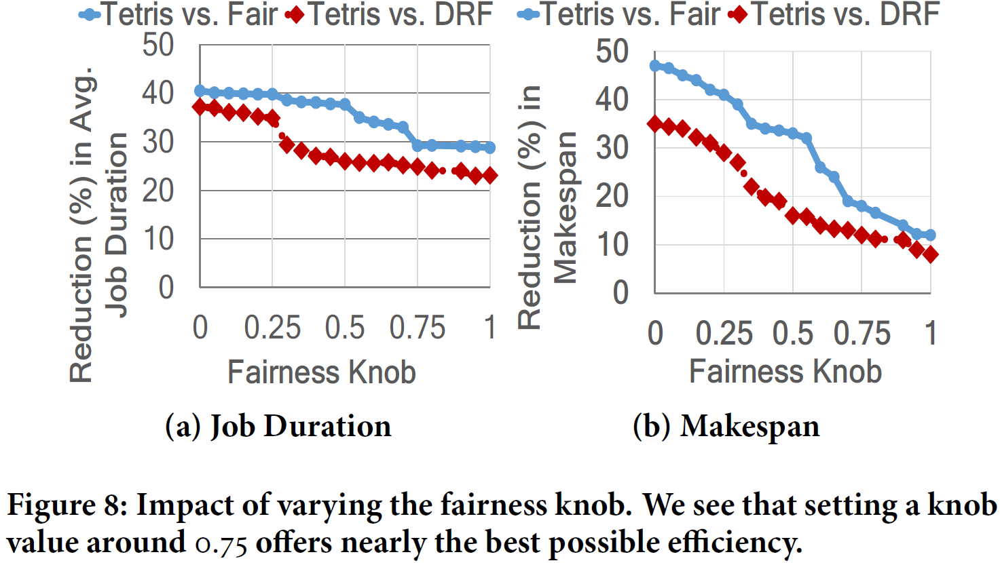 Tetris vs. Fair Tetris vs. DRF
Reduction (%) in Avg.
Job Duration
50
40
30
20
10
0
0 0.25 0.5 0.75 1
Fairness Knob
(a) Job Duration
Tetris vs. Fair Tetris vs. DRF
Reduction (%) in
Makespan
50
40
30
20
10
0
0 0.25 0.5 0.75 1
Fairness Knob
(b) Makespan
Figure 8: Impact of varying the fairness knob. We see that setting a knob
value around 0.75 offers nearly the best possible efficiency.